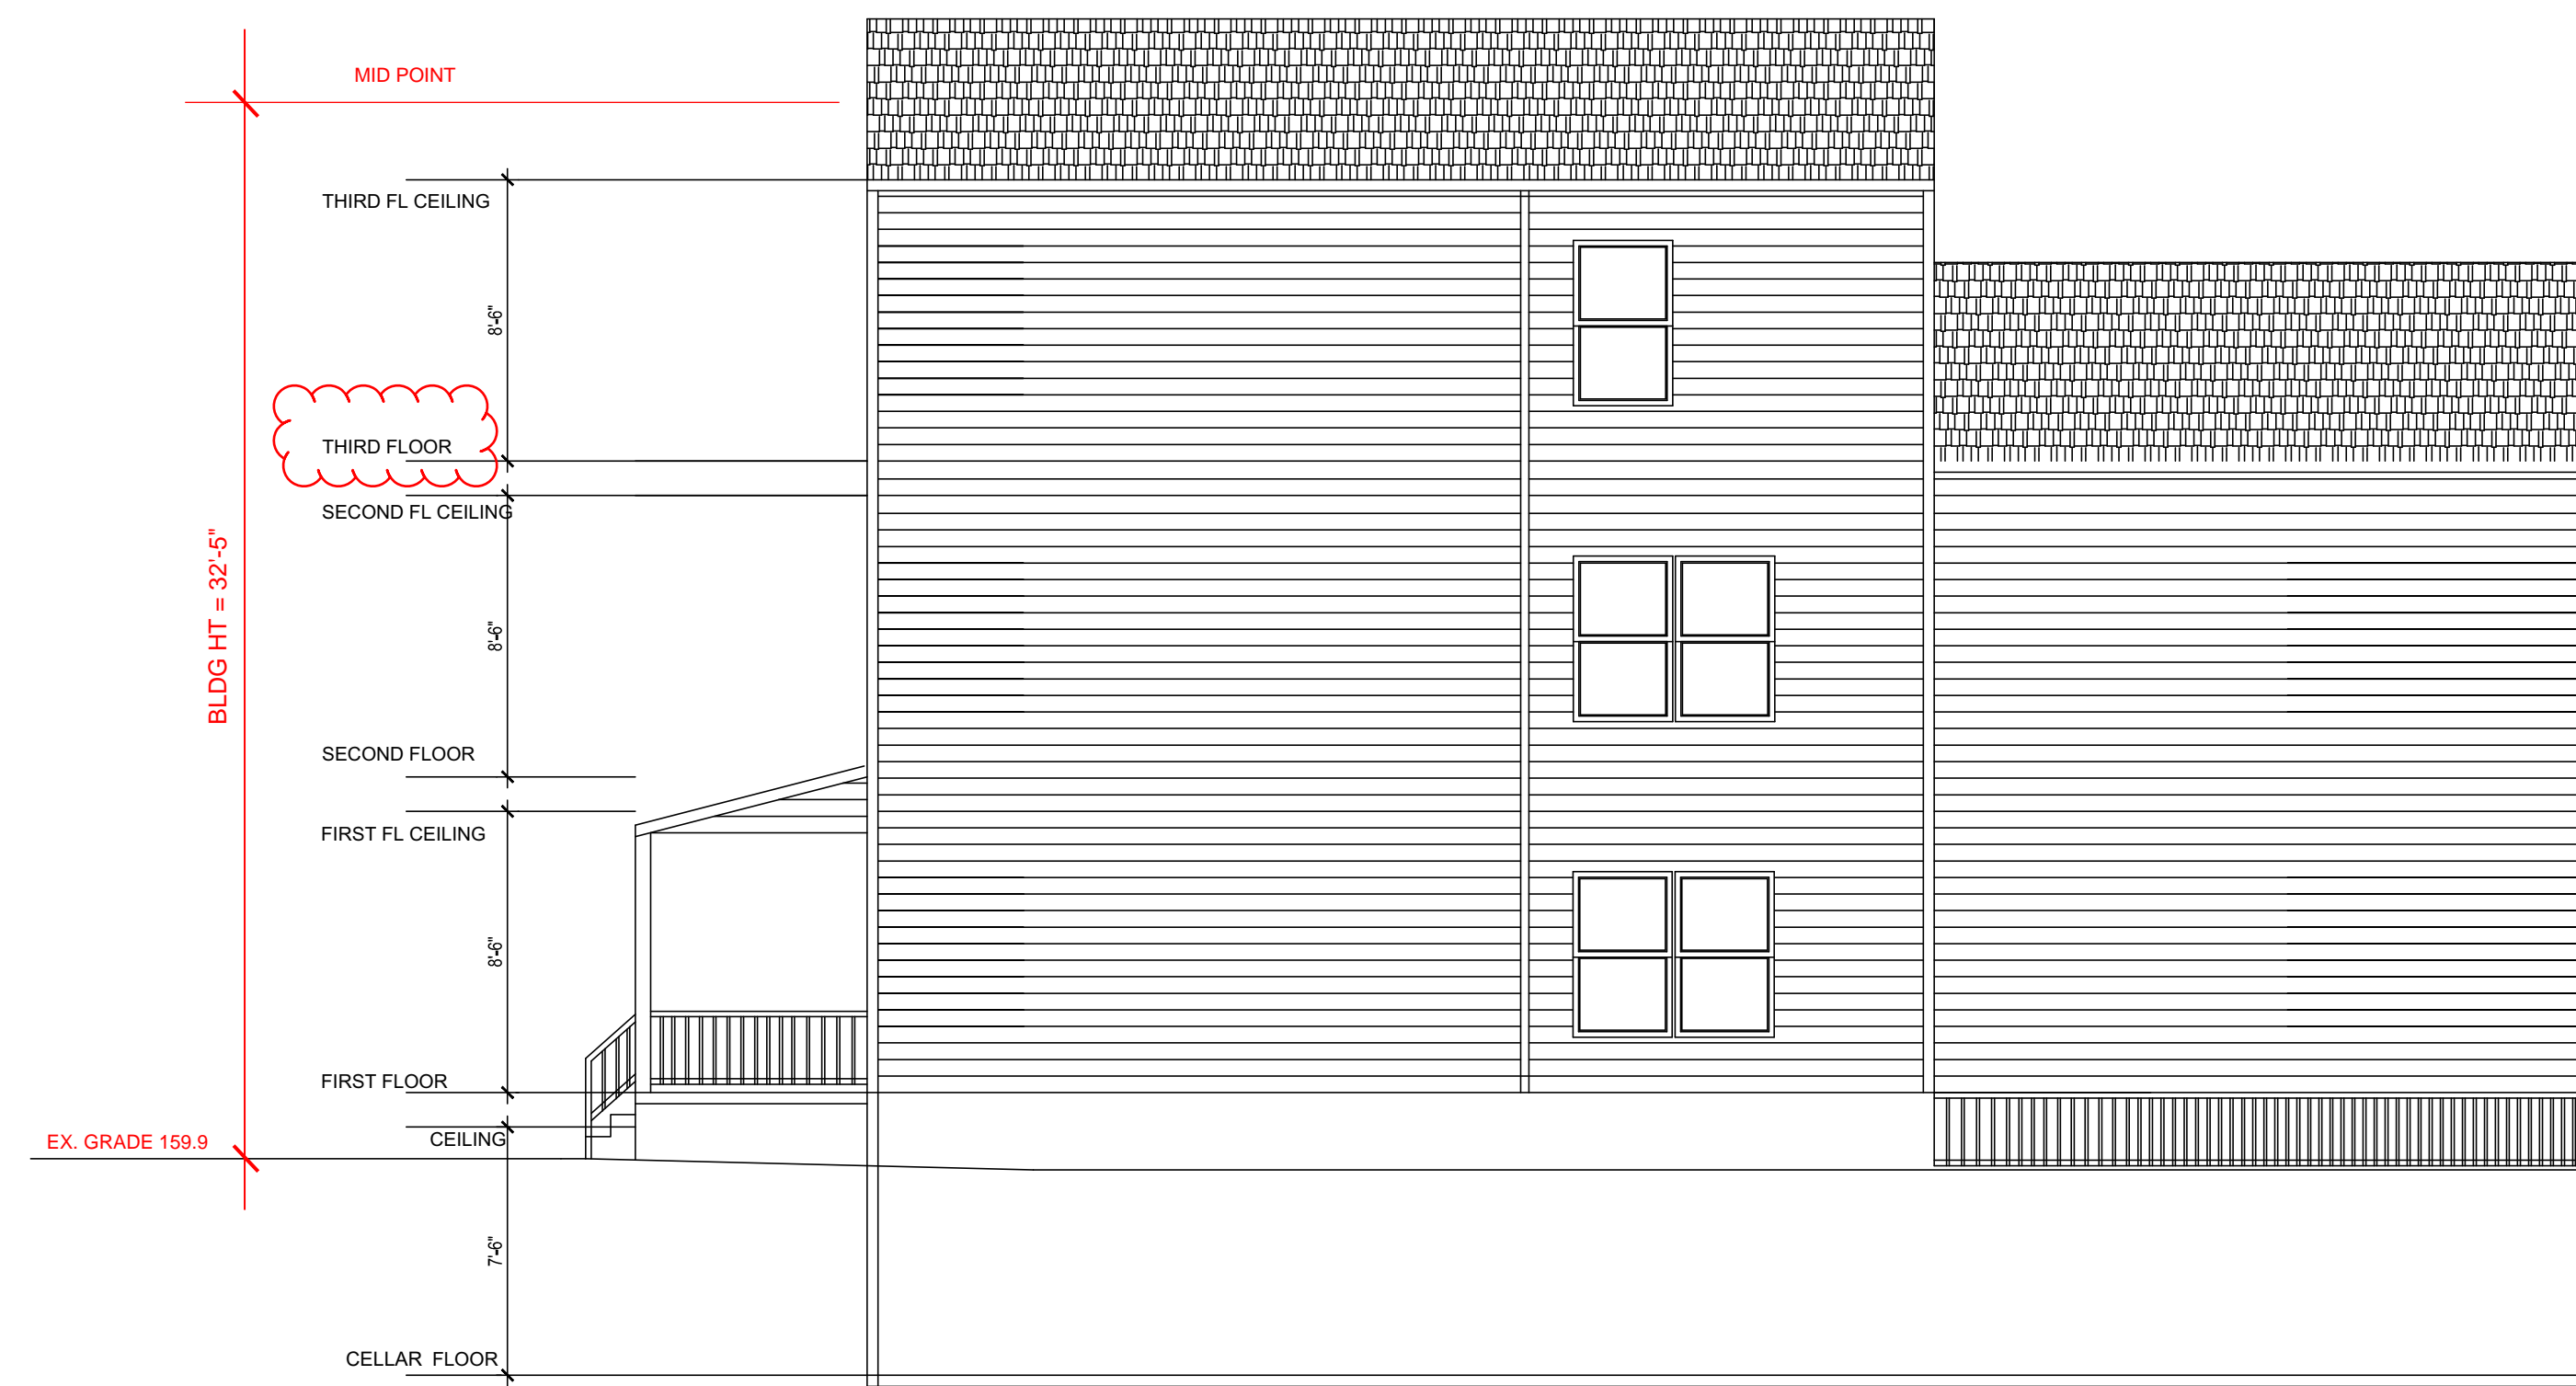 MID POINT
THIRD FL CEILING
8'-6"
THIRD FLOOR
SECOND FL CEILING
BLDG HT = 32'-5"
8'-6"
SECOND FLOOR
FIRST FL CEILING
8'-6"
FIRST FLOOR
CEILING
EX. GRADE 159.9
7'-6"
CELLAR FLOOR